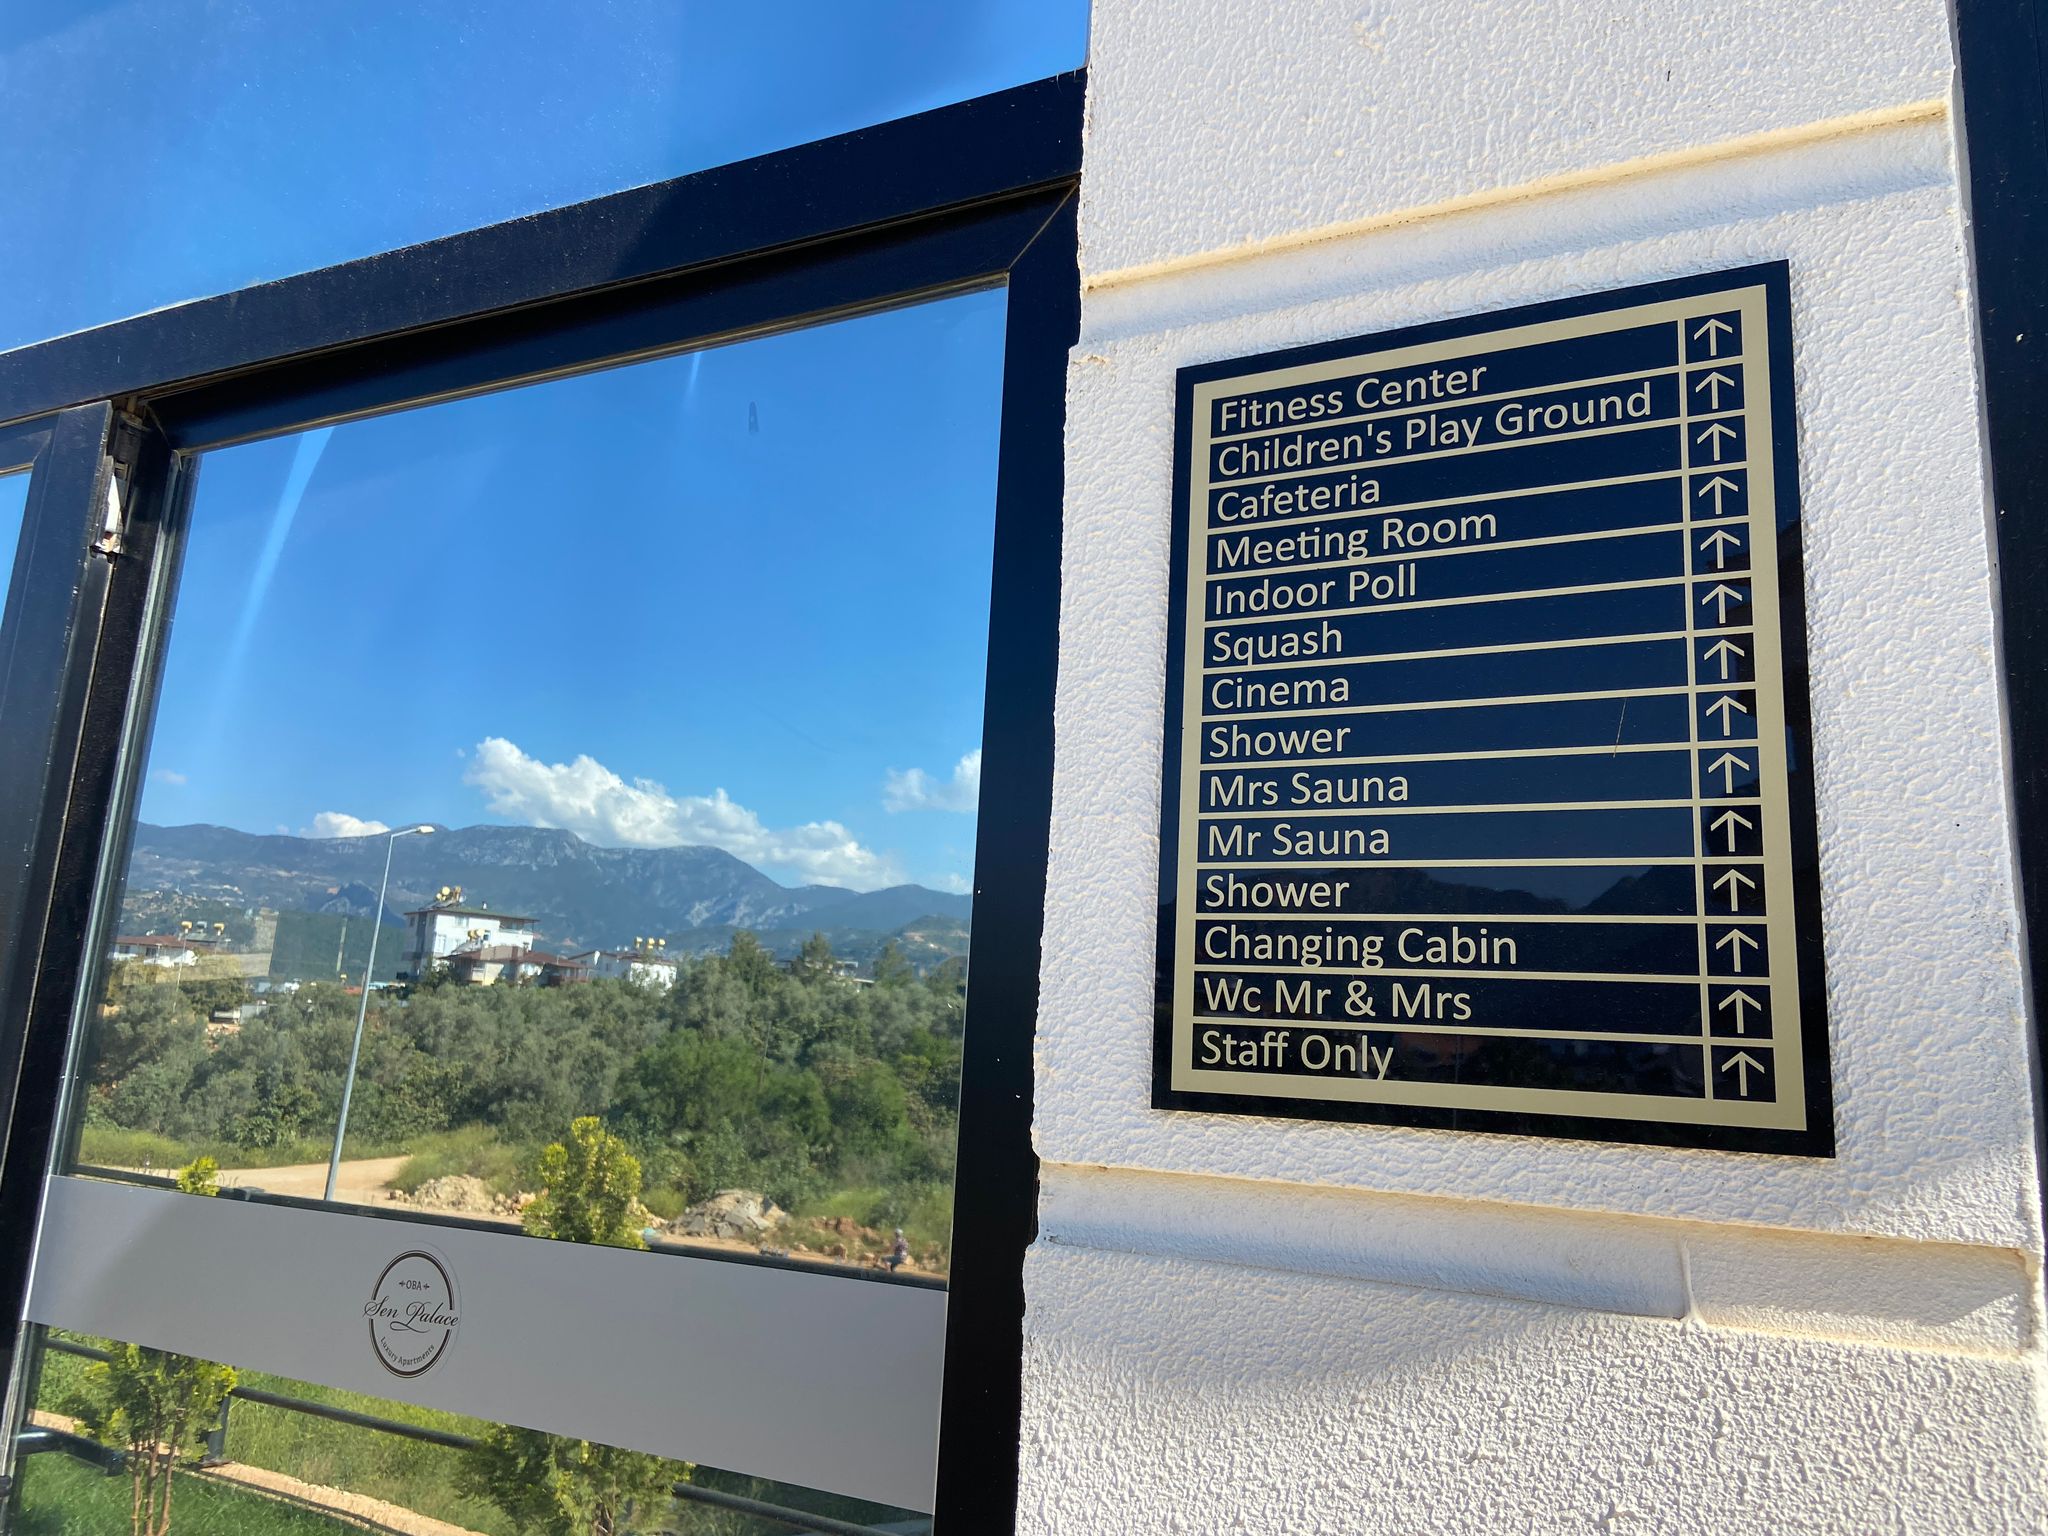 Fitness Center
Children's Play Ground
Cafeteria
Meeting Room
Indoor Poll
Squash
Cinema
Shower
Mrs Sauna
Mr Sauna
Shower
Changing Cabin
Wc Mr & Mrs
Staff Only
OBA
Sen Palace
Luxury Apartments